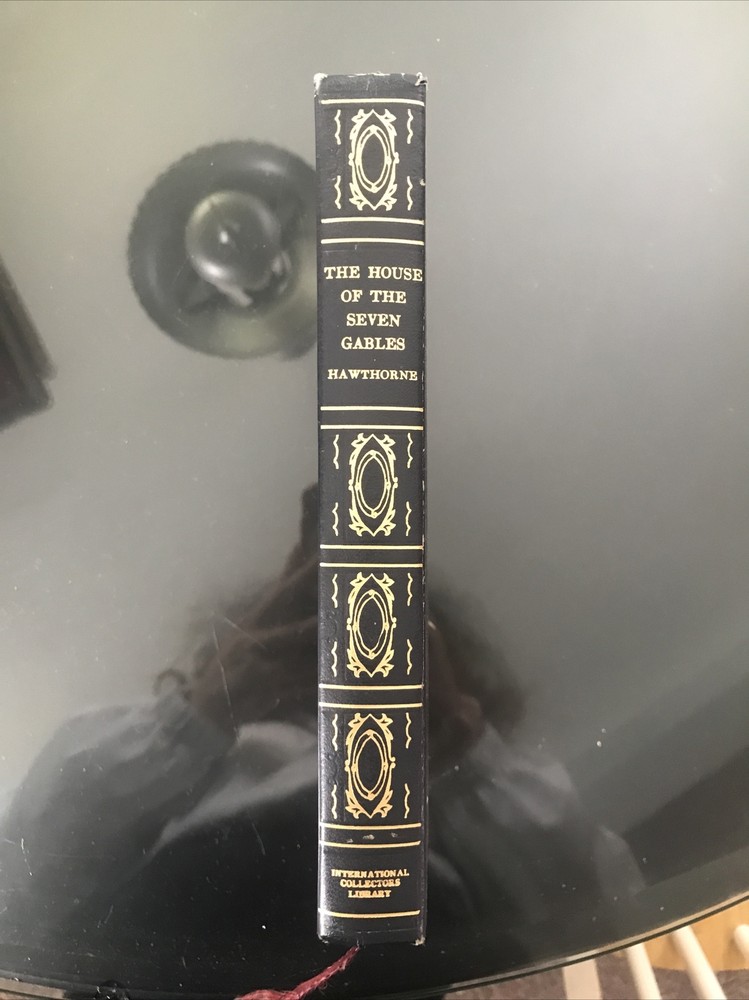 THE HOUSE
OF THE
SEVEN
GABLES
HAWTHORNE
INTERNATIONAL
COLLECTORS
LIBRARY